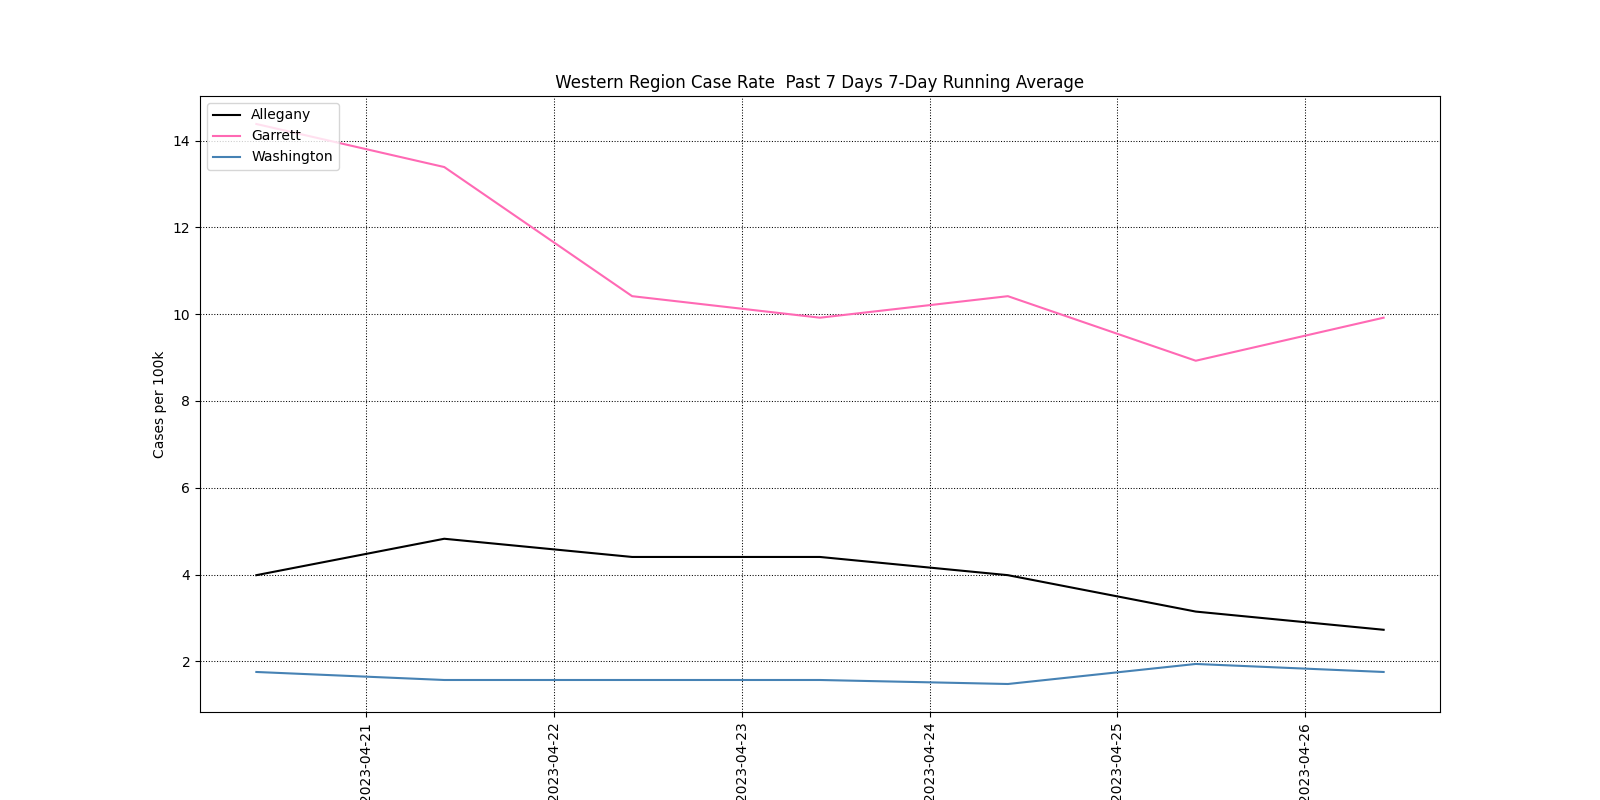 Western Region Case Rate  Past 7 Days 7-Day Running Average
Allegany
Garrett
Washington
14
12
10
8
6
4
2
Cases per 100k
2023-04-21
2023-04-22
2023-04-23
2023-04-24
2023-04-25
2023-04-26